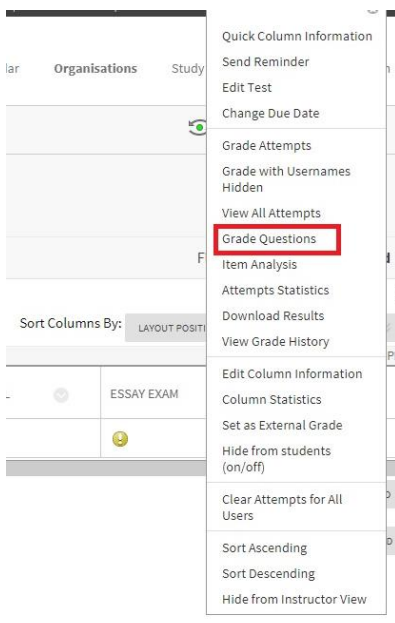 Quick Column Information
Send Reminder
Edit Test
Change Due Date
Organisations
Study
Grade Attempts
Grade with Usernames
Hidden
View All Attempts
Grade Questions
Item Analysis
Attempts Statistics
Download Results
View Grade History
Sort Columns By:
LAYOUT POSITI
Edit Column Information
ESSAY EXAM
Column Statistics
Set as External Grade
Hide from students
(on/off)
Clear Attempts for All
Users
Sort Ascending
Sort Descending
Hide from Instructor View